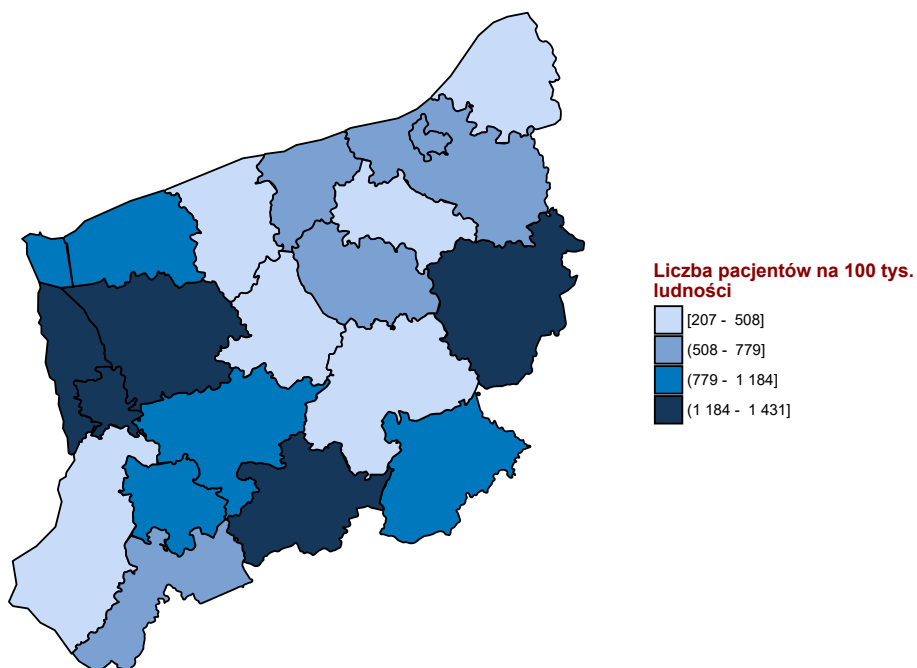 Liczba pacjentów na 100 tys.
ludności
[207 - 508]
(508 - 779]
(779 - 1 184]
(1 184 - 1 431]